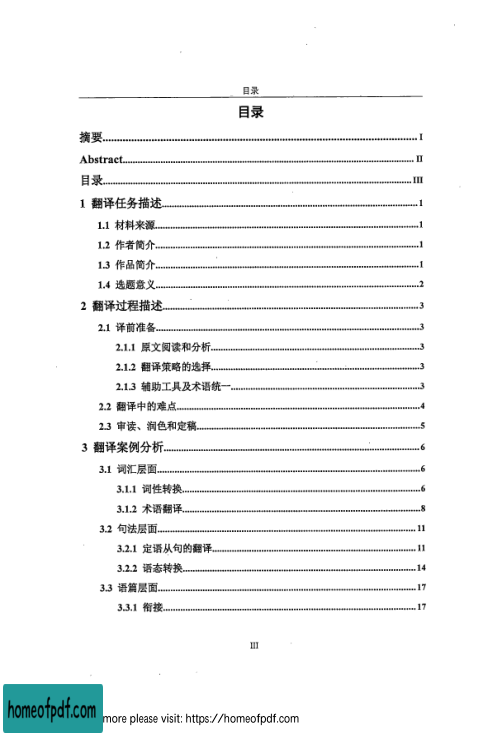 目录
目录
摘要 I
Abstract II
目录 III
1 翻译任务描述 1
1.1 材料来源 1
1.2 作者简介 1
1.3 作品简介 1
1.4 选题意义 2
2 翻译过程描述 3
2.1 译前准备 3
2.1.1 原文阅读和分析 3
2.1.2 翻译策略的选择 3
2.1.3 辅助工具及术语统一 3
2.2 翻译中的难点 4
2.3 审读、润色和定稿 5
3 翻译案例分析 6
3.1 词汇层面 6
3.1.1 词性转换 6
3.1.2 术语翻译 8
3.2 句法层面 11
3.2.1 定语从句的翻译 11
3.2.2 语态转换 14
3.3 语篇层面 17
3.3.1 衔接 17
III
homeofpdf.com
more please visit: https://homeofpdf.com